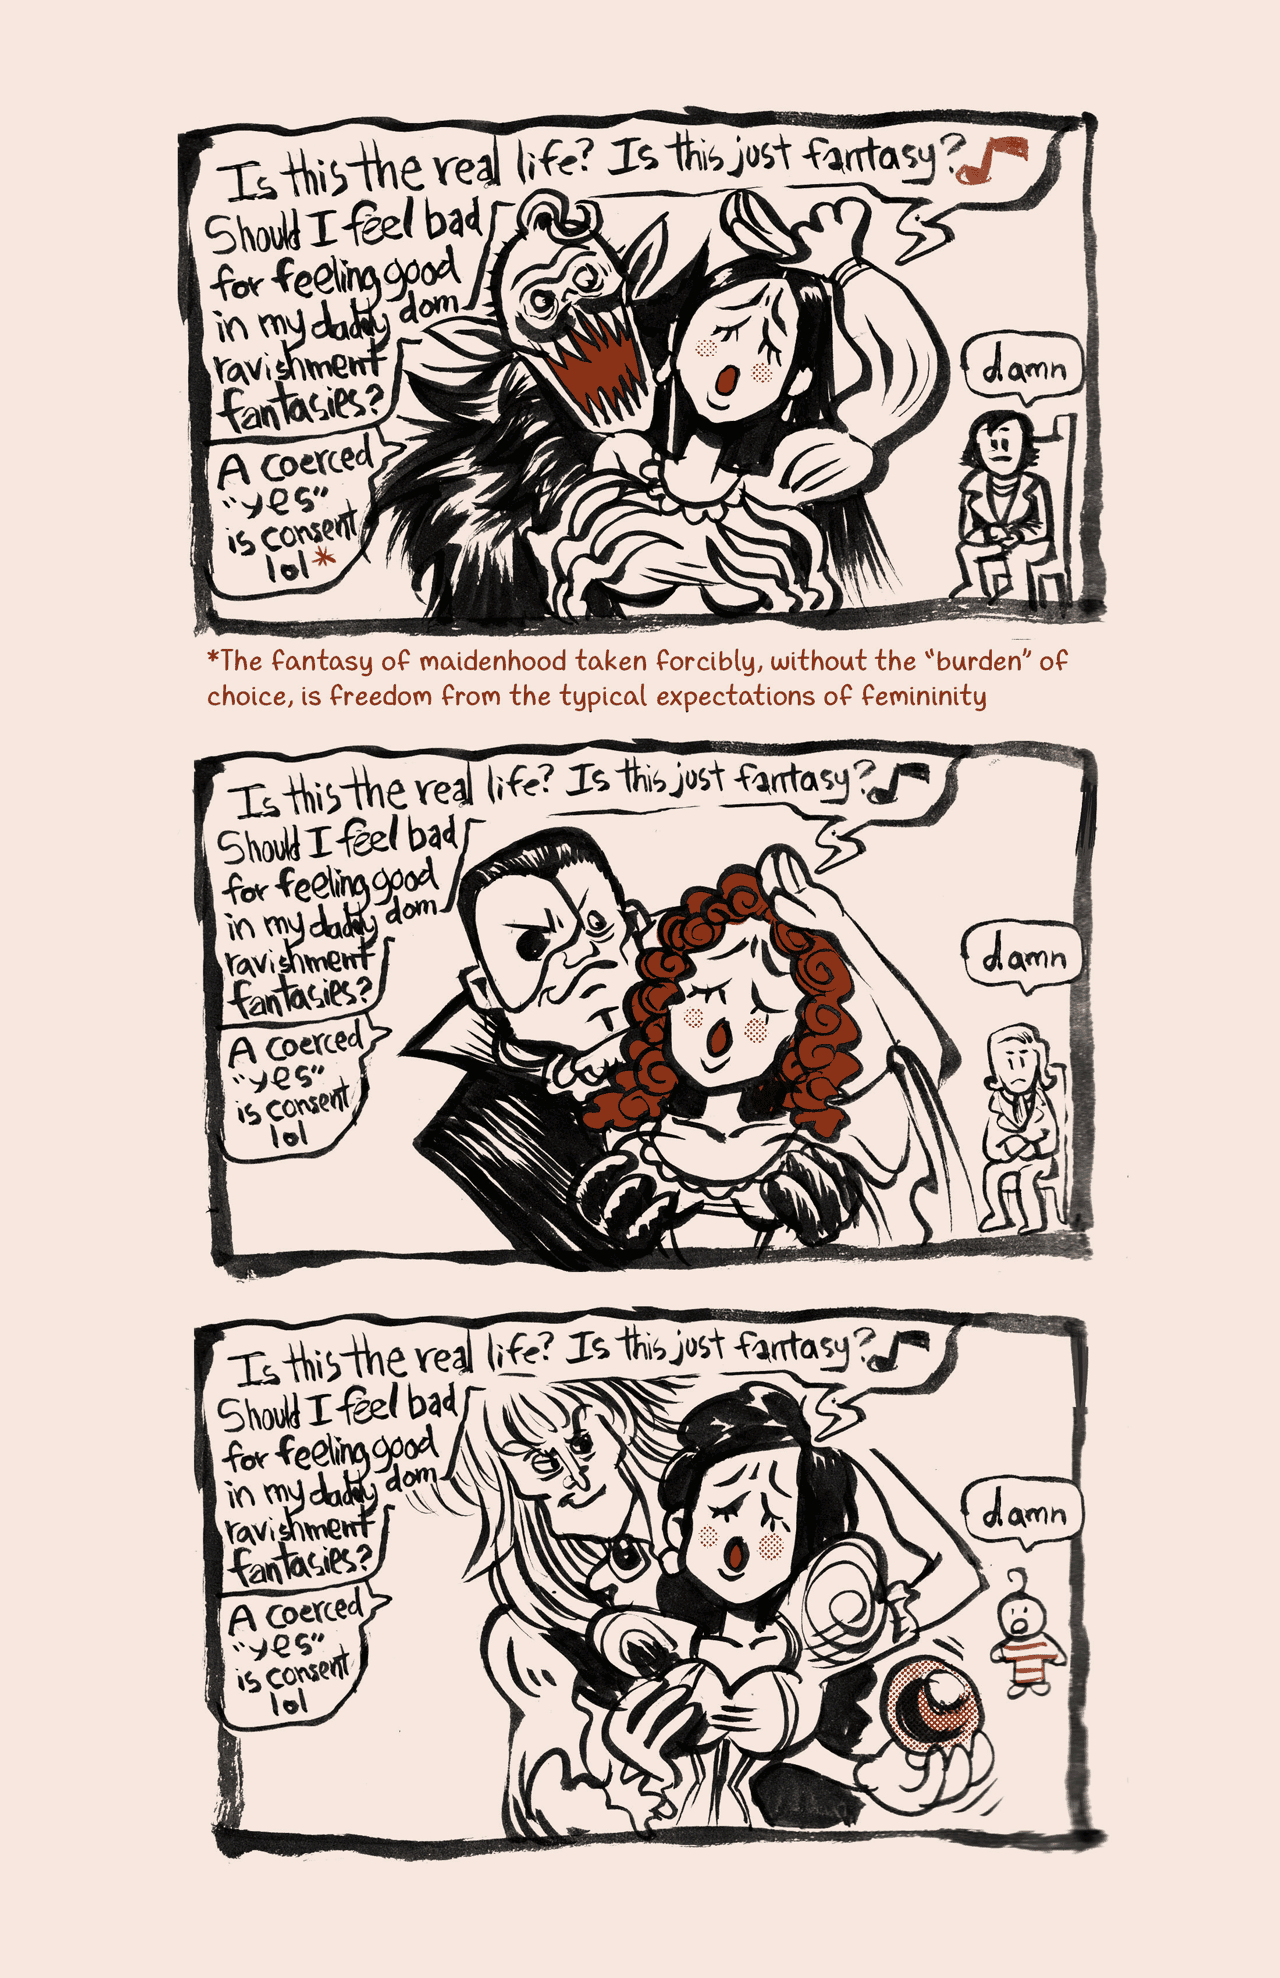 Is this the real life? Is this just fantasy?
Should I feel bad
for feeling good
in my daddy dom
ravishment
fantasies?
A coerced
"yes"
is consent
lol*
damn
*The fantasy of maidenhood taken forcibly, without the “burden” of
choice, is freedom from the typical expectations of femininity
Is this the real life? Is this just fantasy?
Should I feel bad
for feeling good
in my daddy dom
ravishment
fantasies?
A coerced
"yes"
is consent
lol
damn
Is this the real life? Is this just fantasy?
Should I feel bad
for feeling good
in my daddy dom
ravishment
fantasies?
A coerced
"yes"
is consent
lol
damn